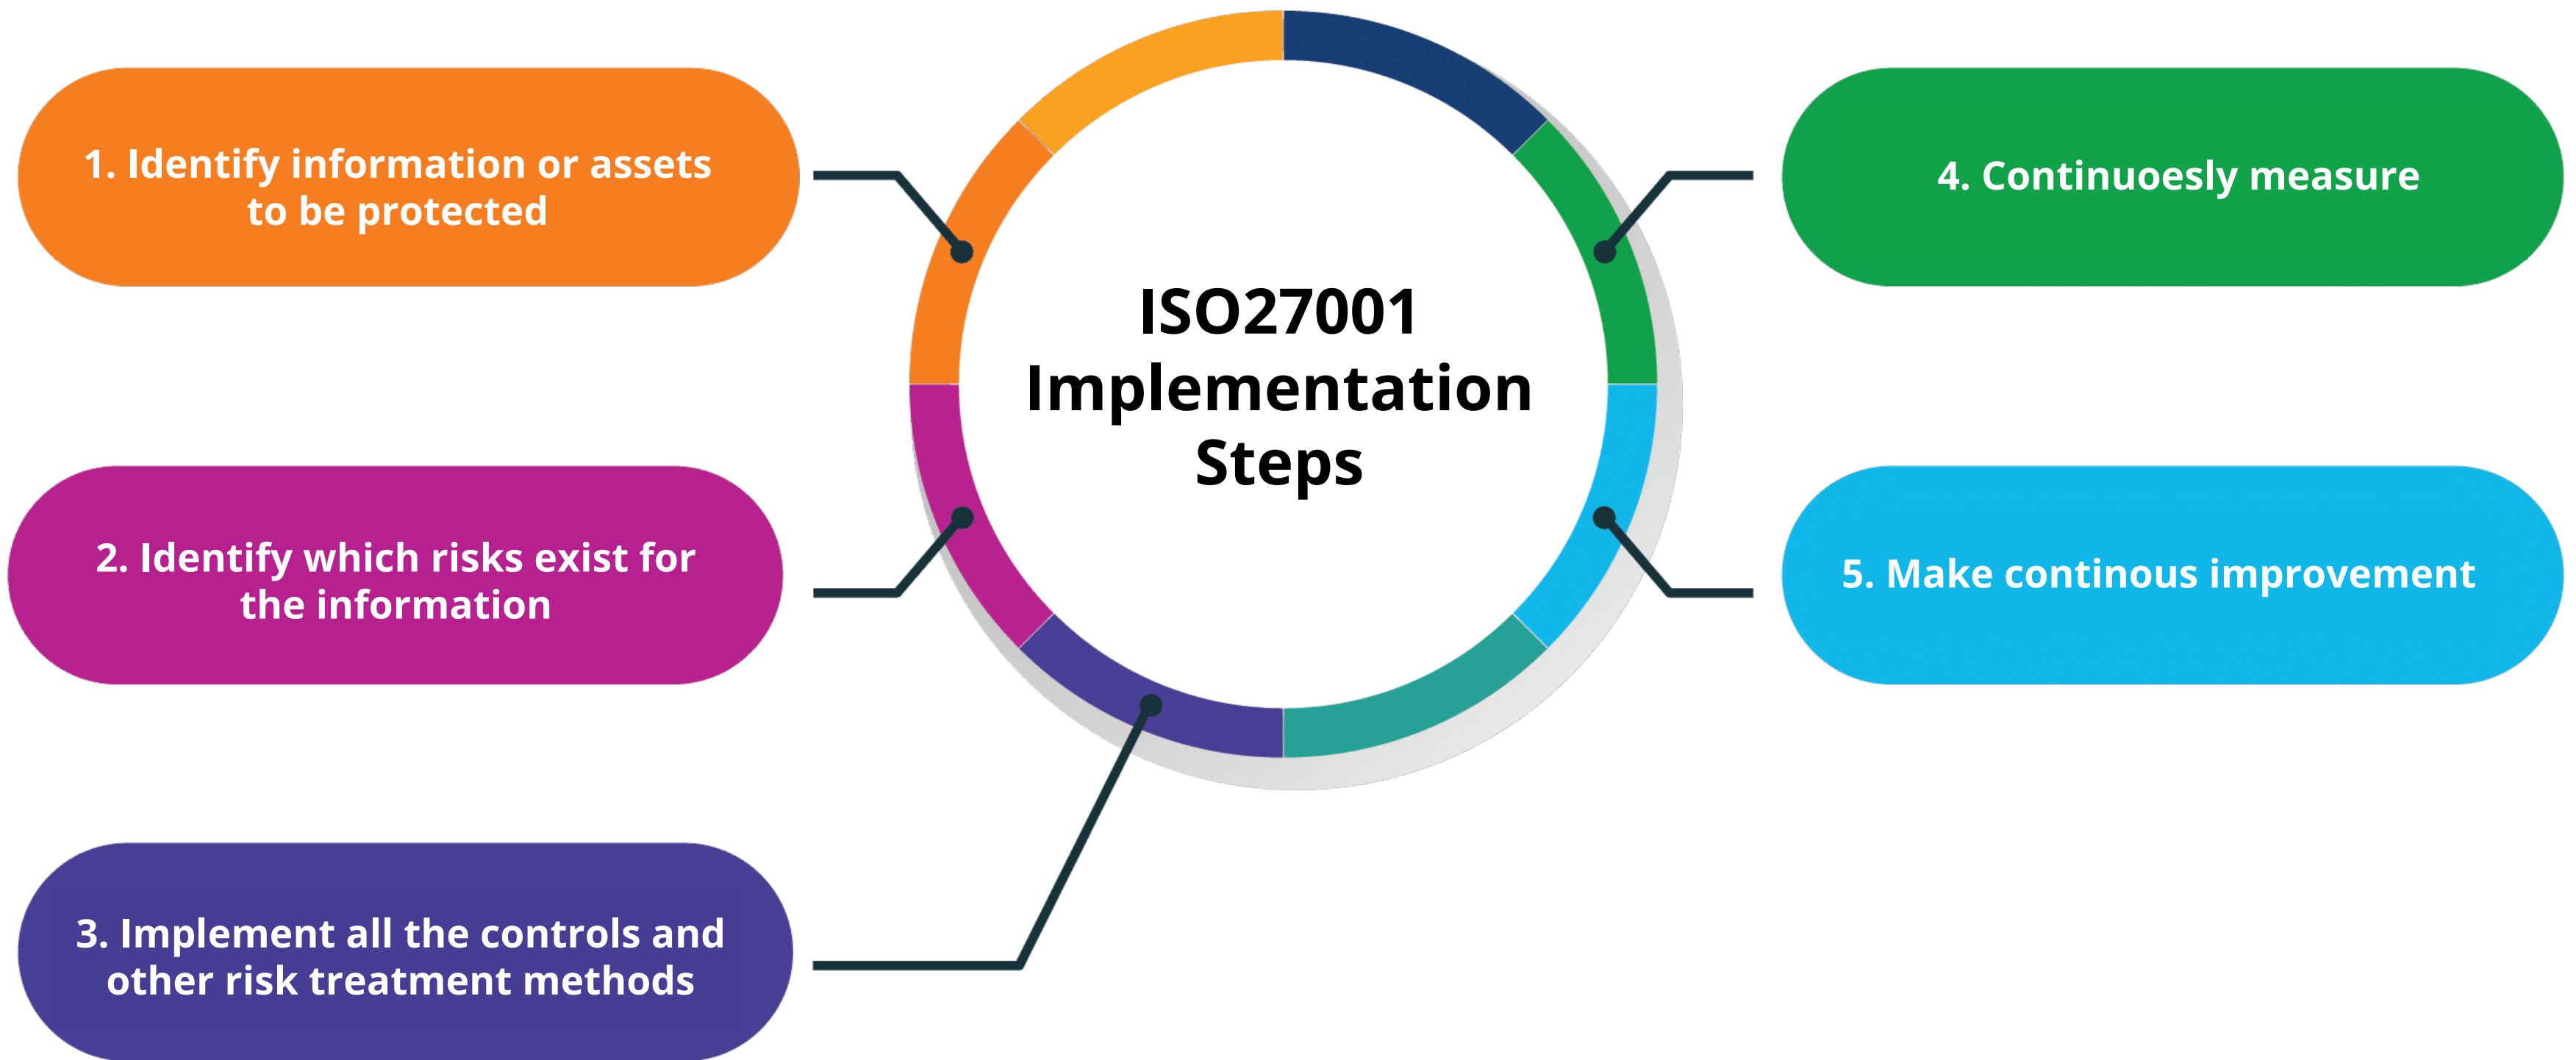 1. Identify information or assets
to be protected
2. Identify which risks exist for
the information
3. Implement all the controls and
other risk treatment methods
ISO27001
Implementation
Steps
4. Continuoesly measure
5. Make continous improvement